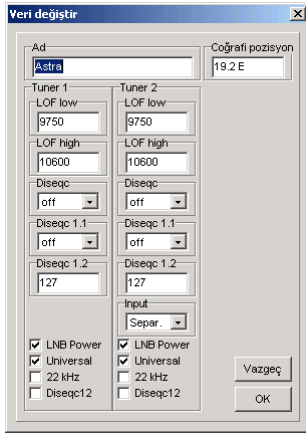 Veri değiştir
Ad
Coğrafi pozisyon
Astra
19.2 E
Tuner 1
Tuner 2
LOF low
LOF low
9750
9750
LOF high
LOF high
10600
10600
Diseqc
Diseqc
off
off
Diseqc 1.1
Diseqc 1.1
off
off
Diseqc 1.2
Diseqc 1.2
127
127
Input
Separ.
LNB Power
LNB Power
Universal
Universal
22 kHz
22 kHz
Diseqc12
Diseqc12
Vazgeç
OK